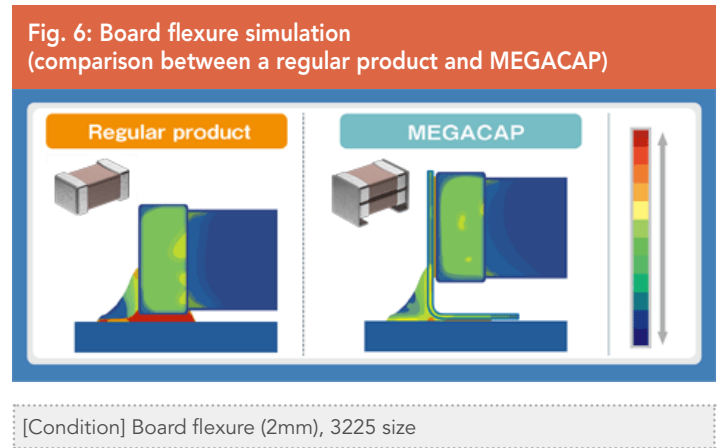 Fig. 6: Board flexure simulation
(comparison between a regular product and MEGACAP)
Regular product
MEGACAP
[Condition] Board flexure (2mm), 3225 size